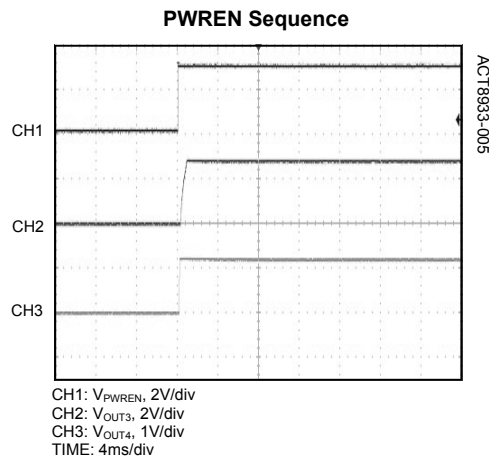 PWREN Sequence
ACT8933-005
CH1
CH2
CH3
CH1: VPWREN, 2V/div
CH2: VOUT3, 2V/div
CH3: VOUT4, 1V/div
TIME: 4ms/div